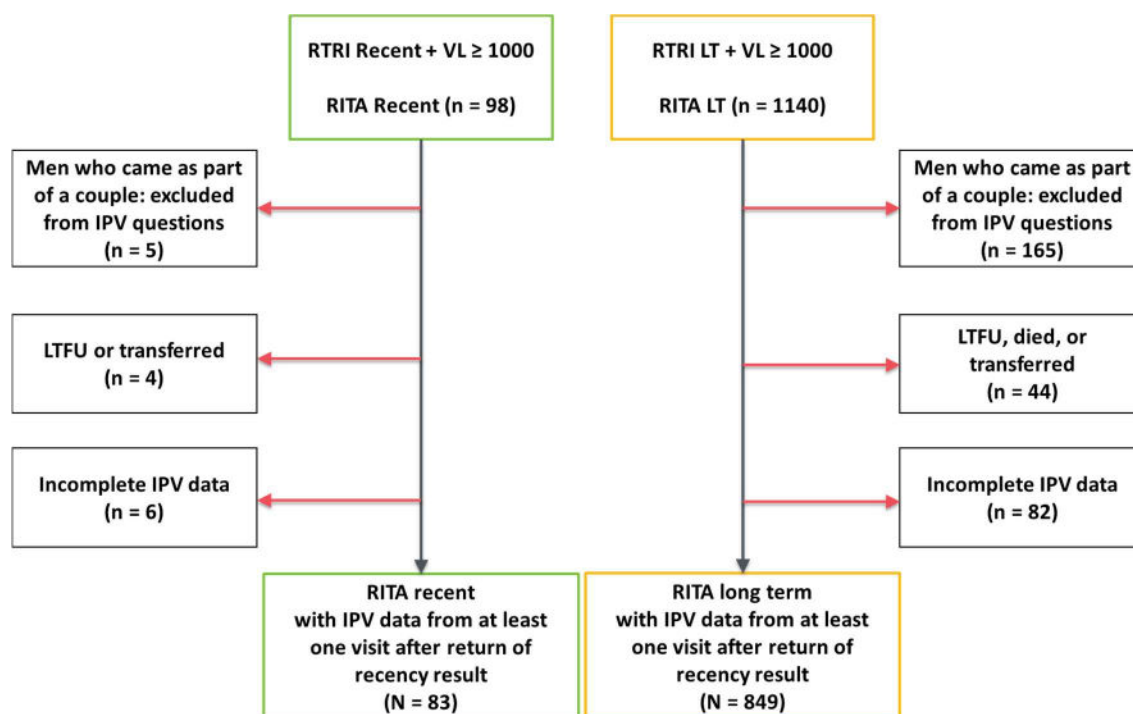 RTRI Recent + VL ≥ 1000
RITA Recent (n = 98)
RTRI LT + VL ≥ 1000
RITA LT (n = 1140)
Men who came as part
of a couple: excluded
from IPV questions
(n = 5)
Men who came as part
of a couple: excluded
from IPV questions
(n = 165)
LTFU or transferred
(n = 4)
LTFU, died, or
transferred
(n = 44)
Incomplete IPV data
(n = 6)
Incomplete IPV data
(n = 82)
RITA recent
with IPV data from at least
one visit after return of
recency result
(N = 83)
RITA long term
with IPV data from at least
one visit after return of
recency result
(N = 849)